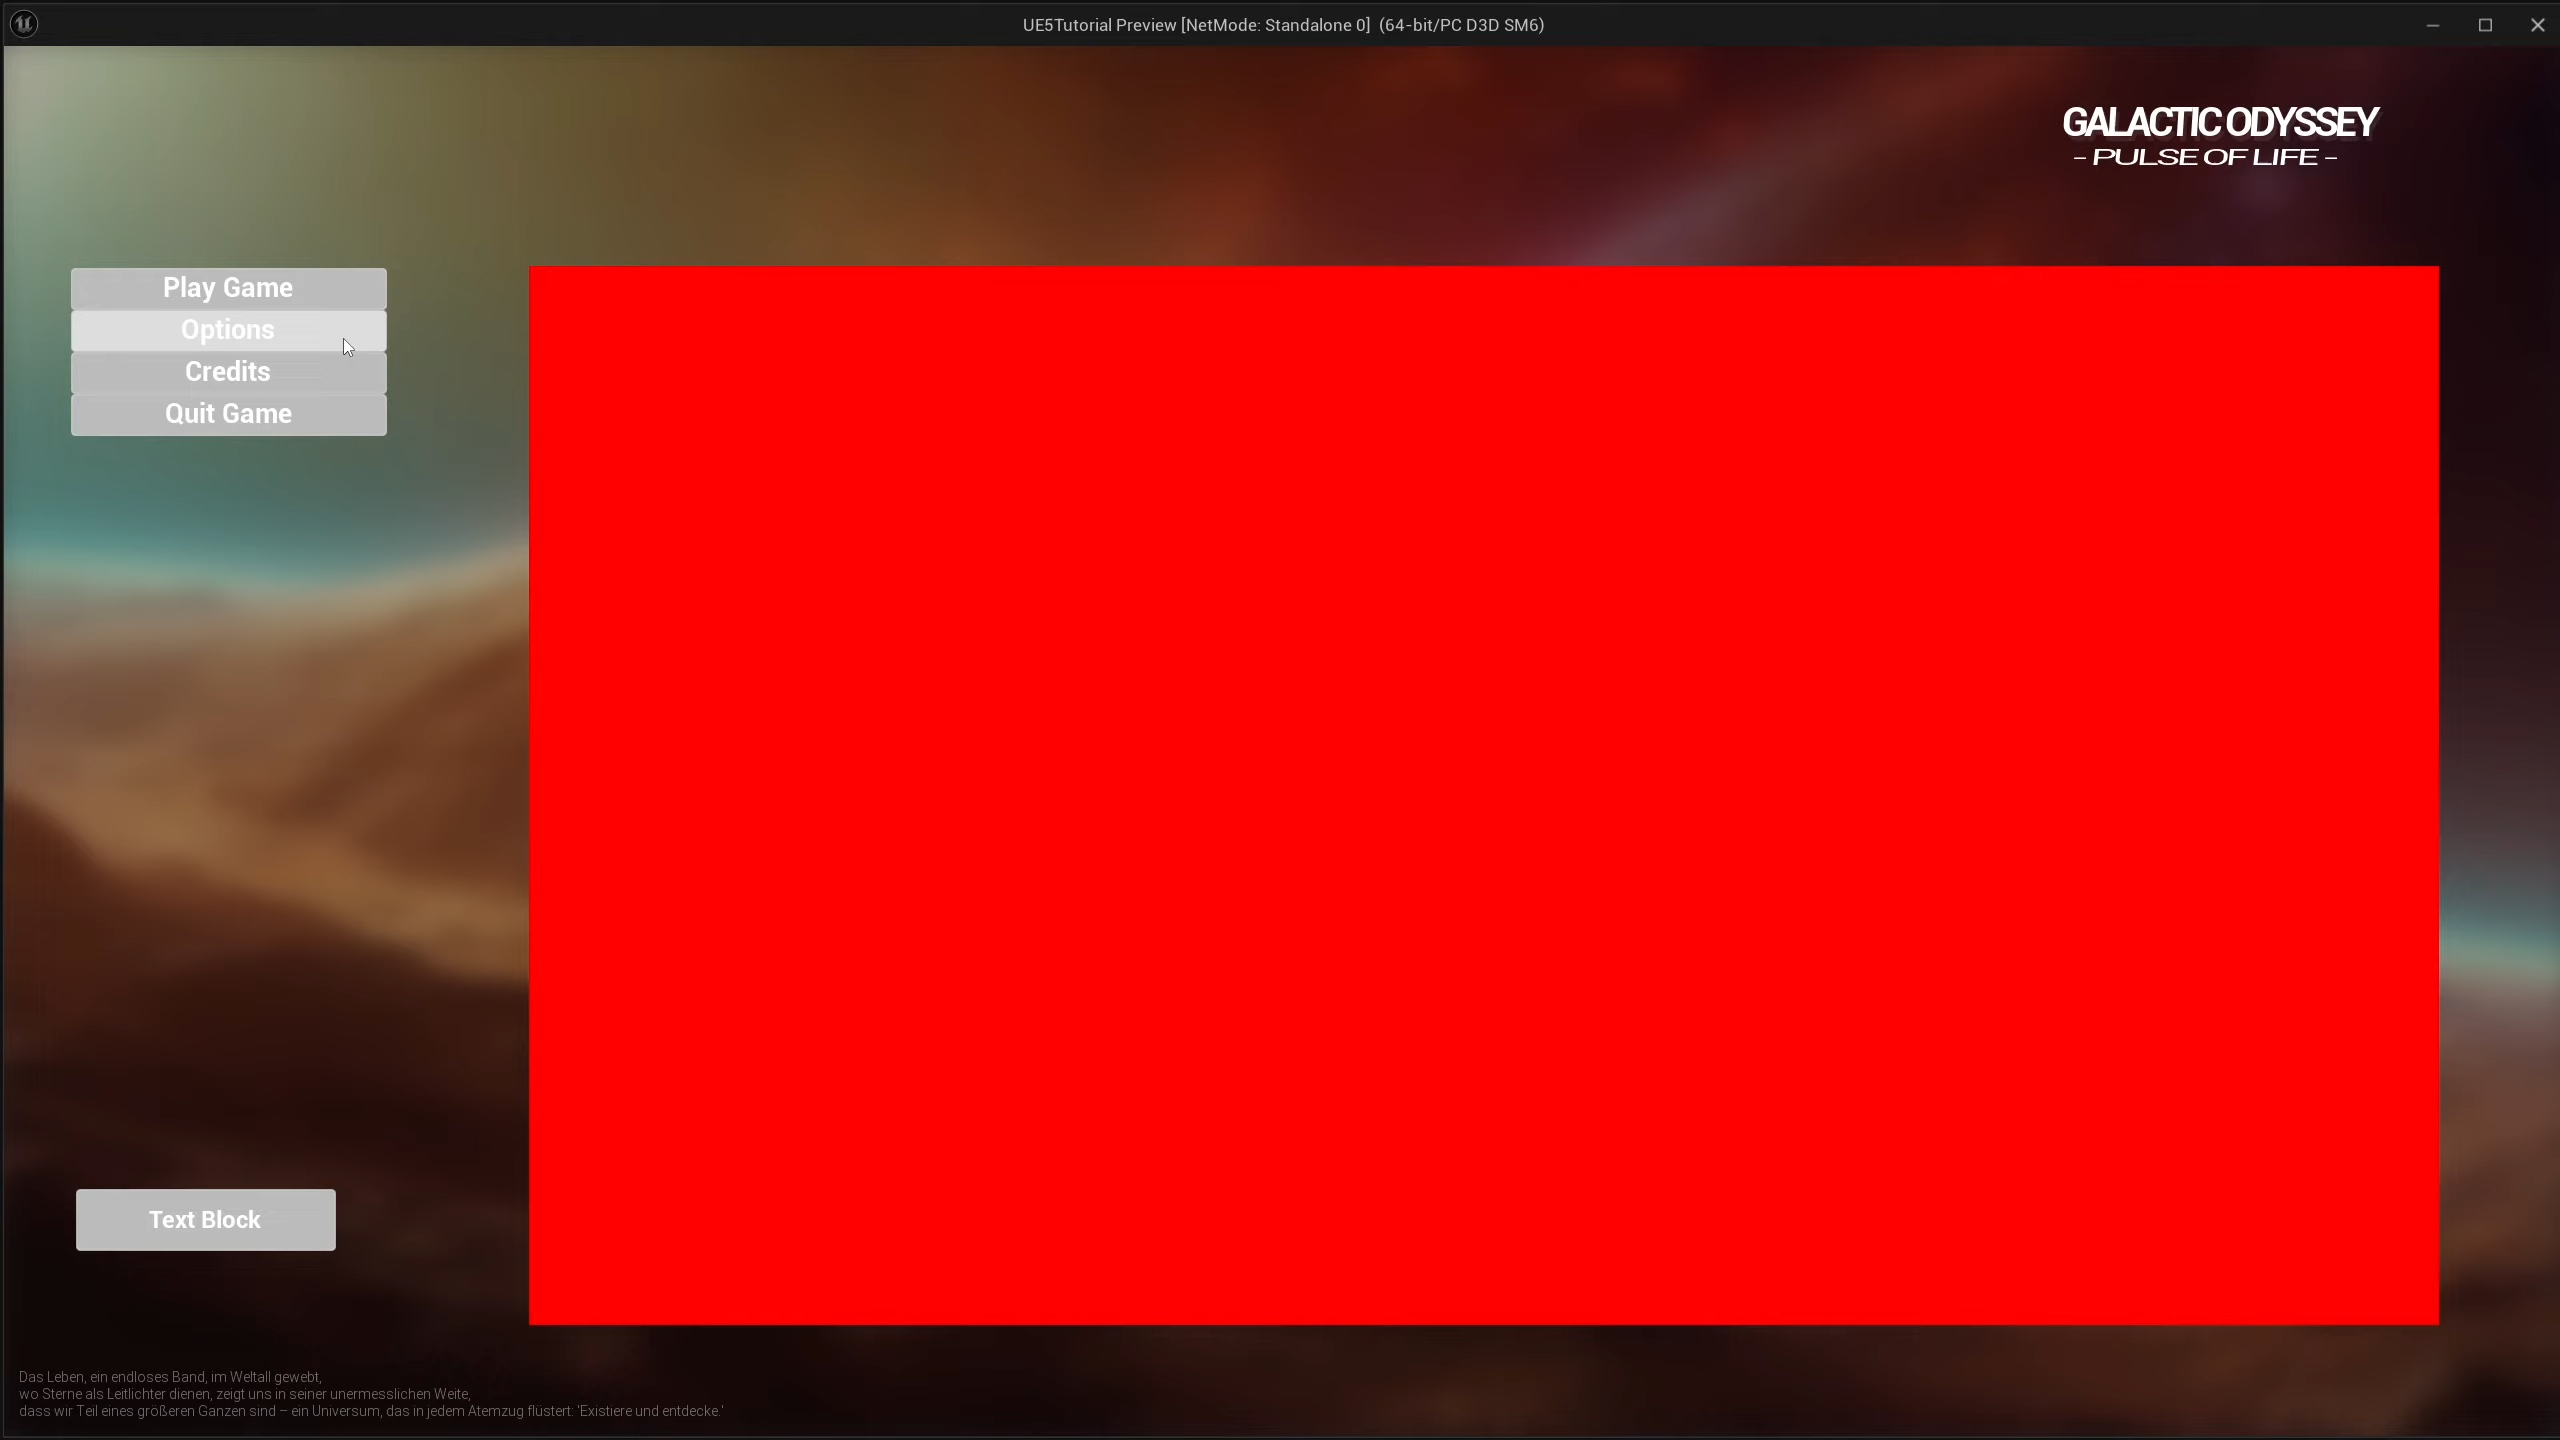 UE5Tutorial Preview [NetMode: Standalone 0] (64-bit/PC D3D SM6)
GALACTIC ODYSSEY
- PULSE OF LIFE -
Play Game
Options
Credits
Quit Game
Text Block
Das Leben, ein endloses Band, im Weltall gewebt,
wo Sterne als Leitlichter dienen, zeigt uns in seiner unermesslichen Weite,
dass wir Teil eines größeren Ganzen sind – ein Universum, das in jedem Atemzug flüstert: 'Existiere und entdecke.'